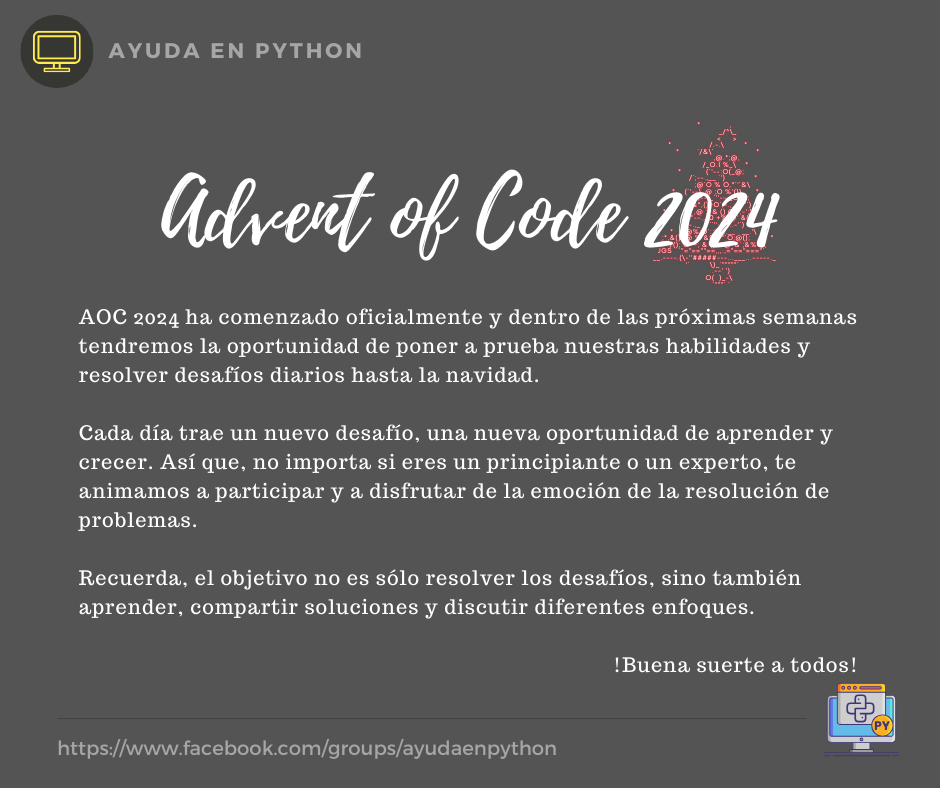 AYUDA EN PYTHON
Advent of Code 2024
AOC 2024 ha comenzado oficialmente y dentro de las próximas semanas
tendremos la oportunidad de poner a prueba nuestras habilidades y
resolver desafíos diarios hasta la navidad.
Cada día trae un nuevo desafío, una nueva oportunidad de aprender y
crecer. Así que, no importa si eres un principiante o un experto, te
animamos a participar y a disfrutar de la emoción de la resolución de
problemas.
Recuerda, el objetivo no es sólo resolver los desafíos, sino también
aprender, compartir soluciones y discutir diferentes enfoques.
!Buena suerte a todos!
PY
https://www.facebook.com/groups/ayudaenpython